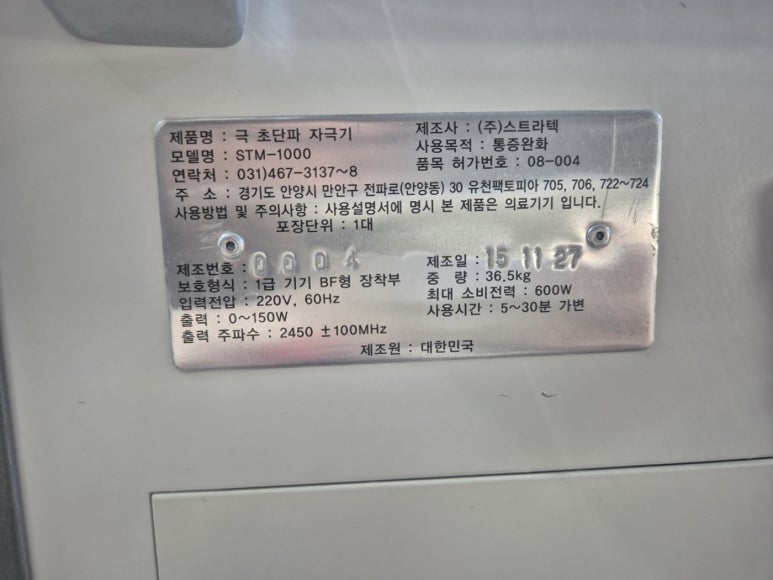 제품명 : 극 초단파 자극기
제조사 : (주)스트라텍
모델명 : STM-1000
사용목적 : 통증완화
연락처 : 031)467-3137~8
품목 허가번호 : 08-004
주 소 : 경기도 안양시 만안구 전파로(안양동) 30 유천팩토피아 705, 706, 722~724
사용방법 및 주의사항 : 사용설명서에 명시 본 제품은 의료기기 입니다.
포장단위 : 1대
제조번호 : 0004
제조일 : 15 11 27
보호형식 : 1급 기기 BF형 장착부
중 량 : 36,5kg
입력전압 : 220V, 60Hz
최대 소비전력 : 600W
출력 : 0~150W
사용시간 : 5~30분 가변
출력 주파수 : 2450 ±100MHz
제조원 : 대한민국